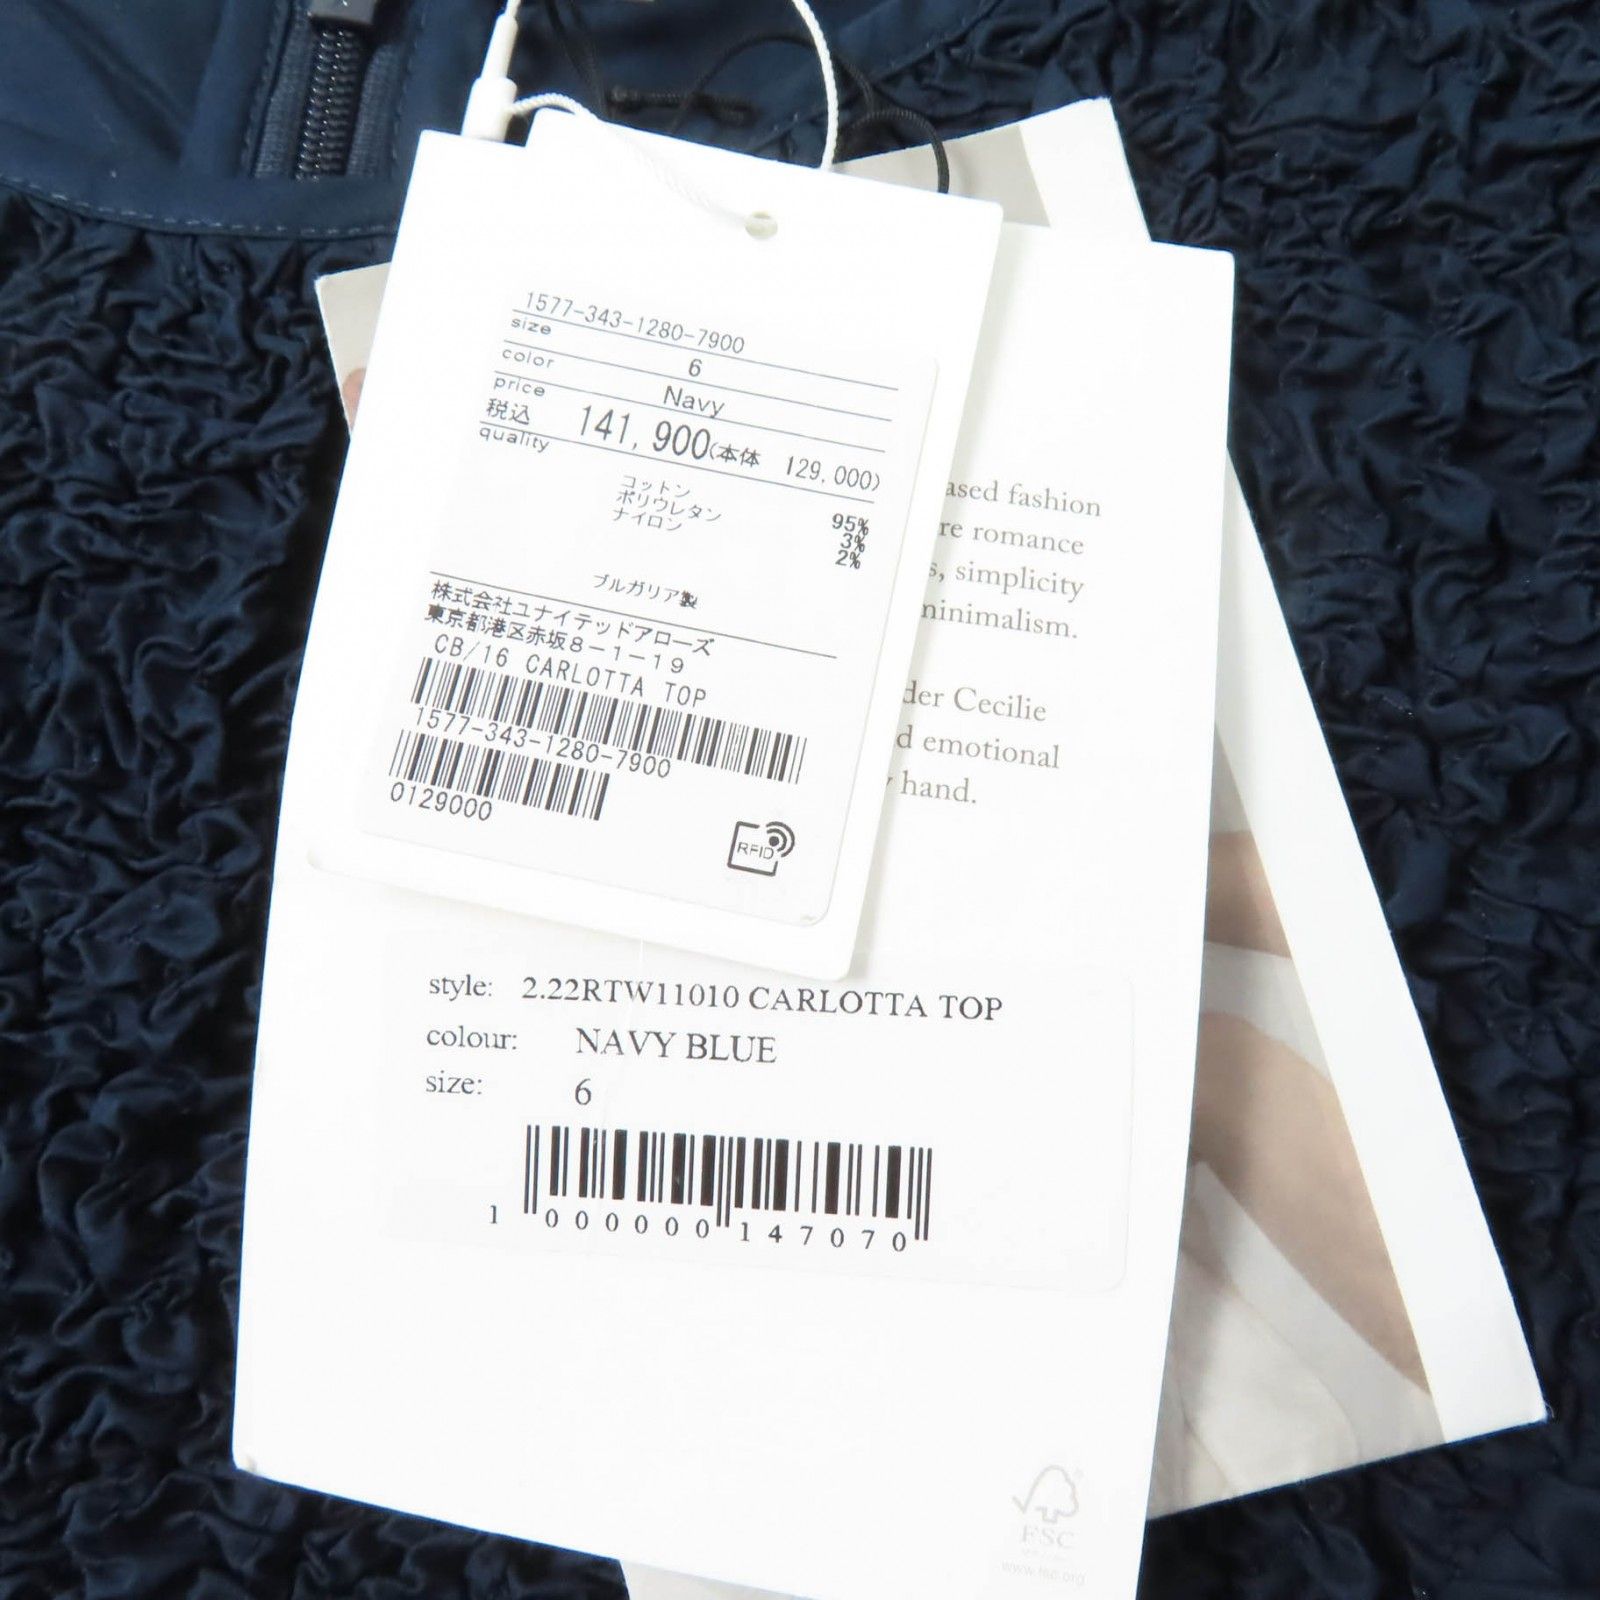 1577-343-1280-7900
size 6
color Navy
price
税込 141,900(本体 129,000)
quality
コットン 95%
ポリウレタン 3%
ナイロン 2%
ブルガリア製
株式会社ユナイテッドアローズ
東京都港区赤坂8-1-19
CB/16 CARLOTTA TOP
1577-343-1280-7900
0129000
RFID
ased fashion
re romance
s, simplicity
minimalism.
der Cecilie
d emotional
hand.
style: 2.22RTW11010 CARLOTTA TOP
colour: NAVY BLUE
size: 6
1 000000 147070
FSC
www.fsc.org